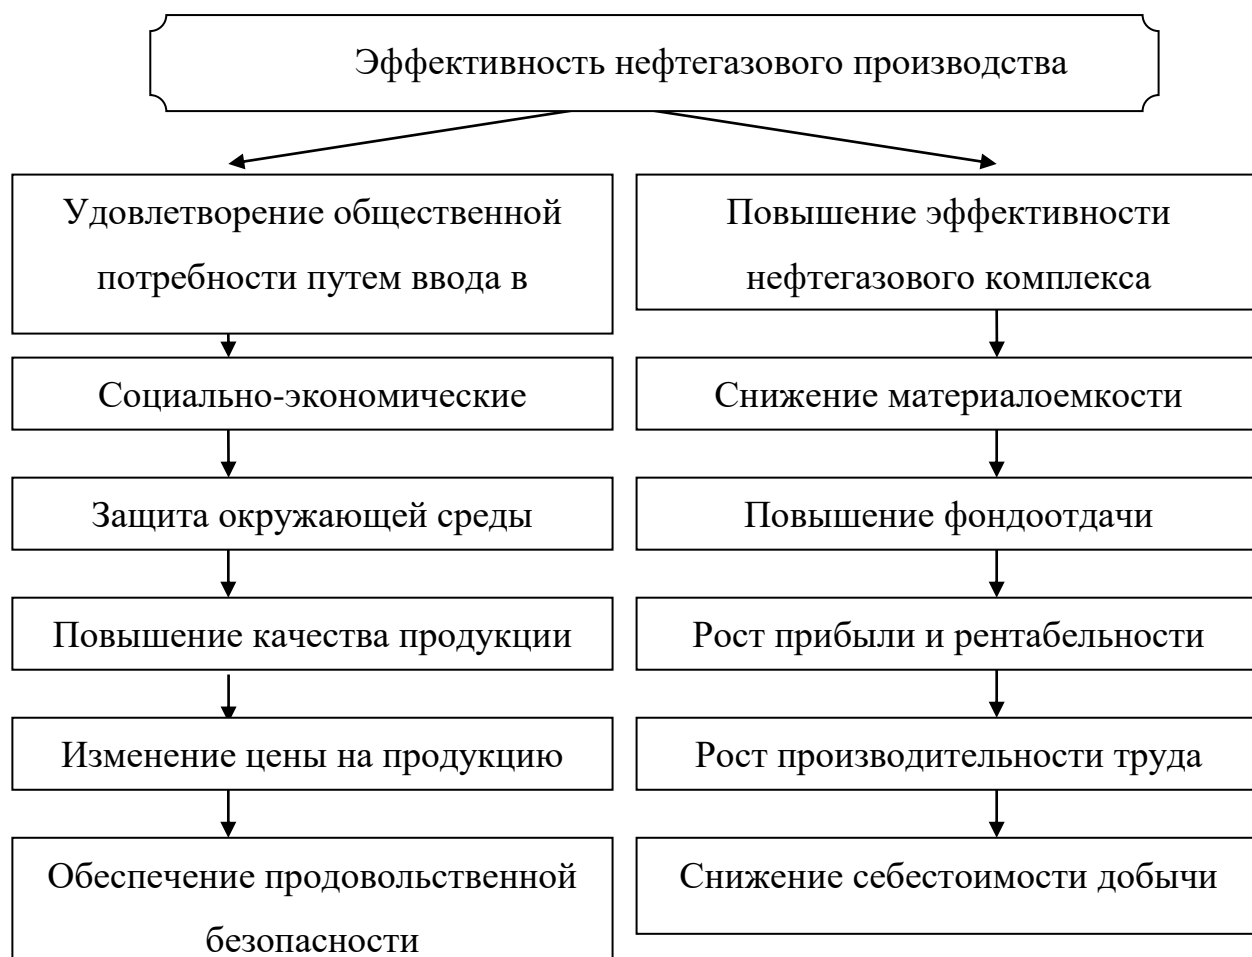 Эффективность нефтегазового производства
Удовлетворение общественной
потребности путем ввода в
Социально-экономические
Защита окружающей среды
Повышение качества продукции
Изменение цены на продукцию
Обеспечение продовольственной
безопасности
Повышение эффективности
нефтегазового комплекса
Снижение материалоемкости
Повышение фондоотдачи
Рост прибыли и рентабельности
Рост производительности труда
Снижение себестоимости добычи